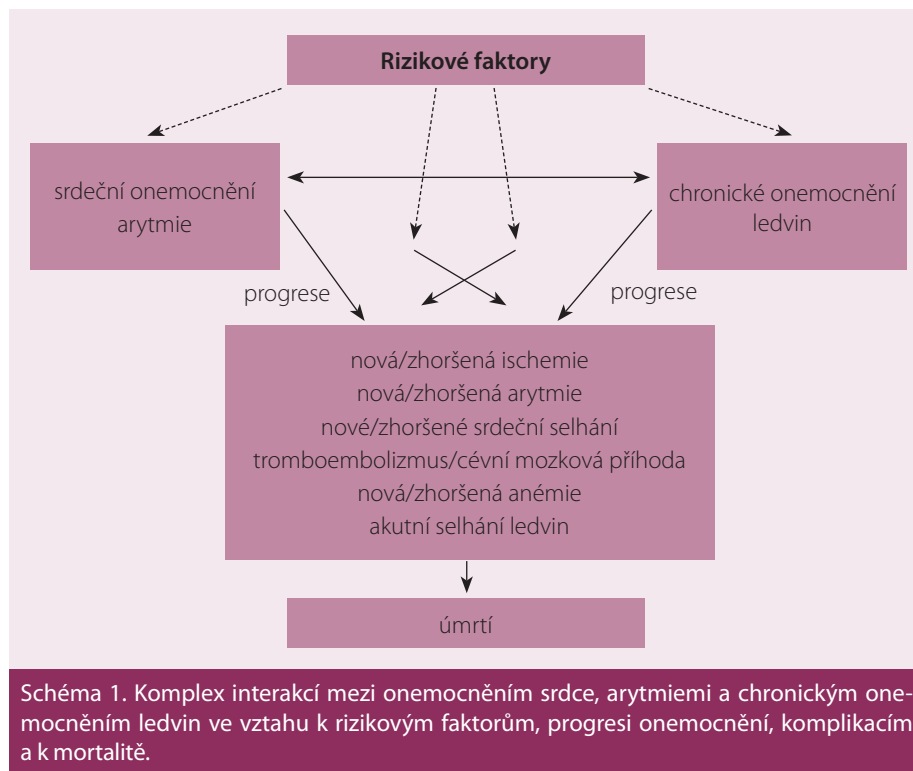 Rizikové faktory
srdeční onemocnění
arytmie
chronické onemocnění
ledvin
progrese
progrese
nová/zhoršená ischemie
nová/zhoršená arytmie
nové/zhoršené srdeční selhání
tromboembolizmus/cévní mozková příhoda
nová/zhoršená anémie
akutní selhání ledvin
úmrtí
Schéma 1. Komplex interakcí mezi onemocněním srdce, arytmiemi a chronickým one-
mocněním ledvin ve vztahu k rizikovým faktorům, progresi onemocnění, komplikacím
a k mortalitě.